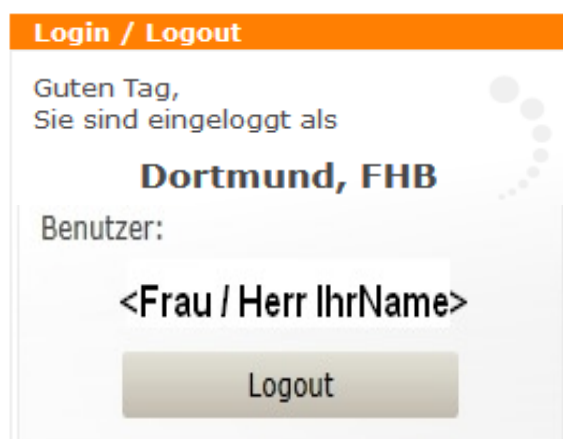 Login / Logout
Guten Tag,
Sie sind eingeloggt als
Dortmund, FHB
Benutzer:
<Frau / Herr IhrName>
Logout